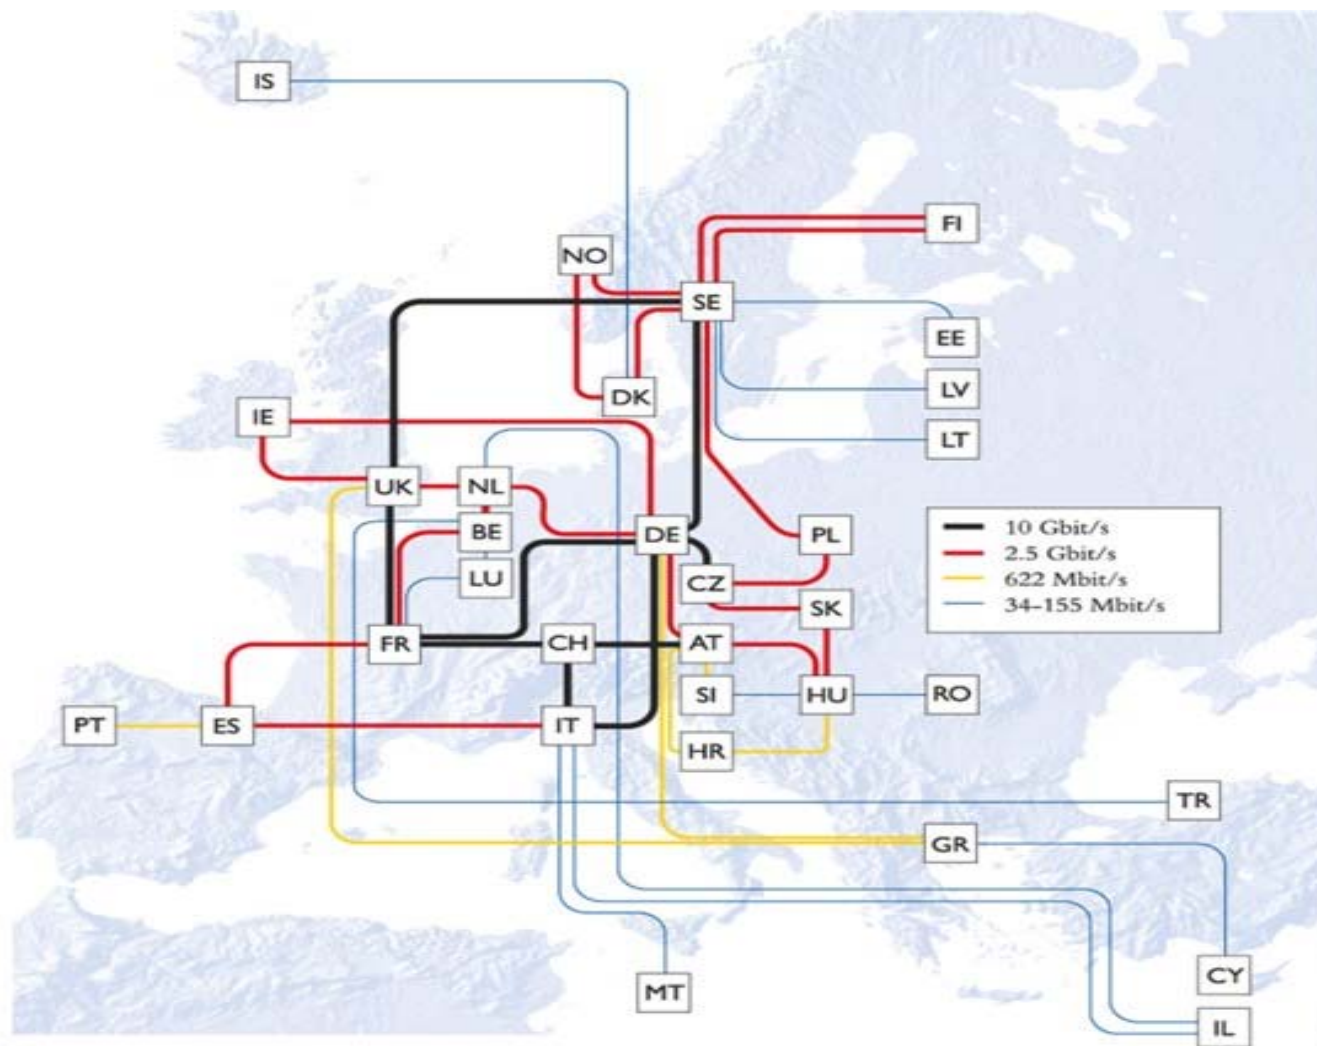 IS
FI
NO
SE
EE
DK
LV
IE
LT
UK
NL
BE
DE
PL
10 Gbit/s
2.5 Gbit/s
622 Mbit/s
34-155 Mbit/s
LU
CZ
SK
FR
CH
AT
SI
HU
RO
PT
ES
IT
HR
TR
GR
CY
MT
IL